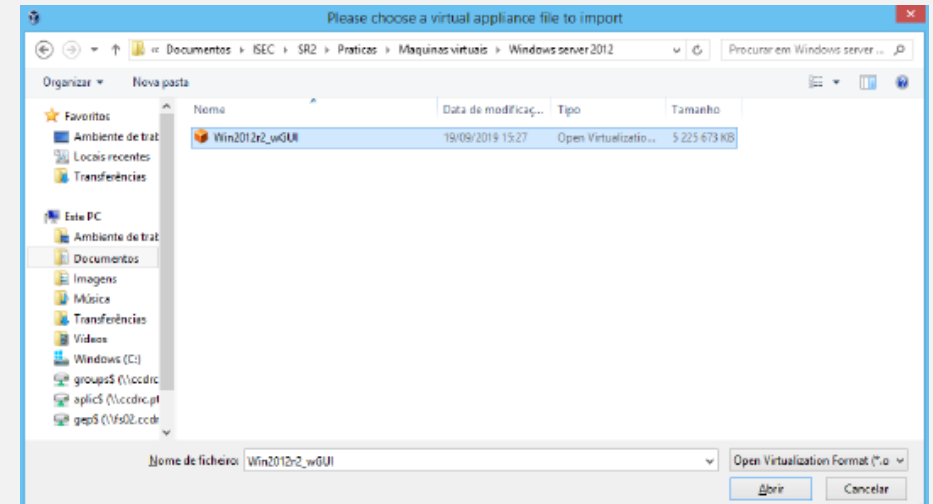 Please choose a virtual appliance file to import
« Documentos ISEC SR2 Praticas Maquinas virtuais Windows server 2012
Procurar em Windows server ...
Organizar Nova pasta
Nome Data de modificaç... Tipo Tamanho
Win2012r2_wGUI 19/09/2019 15:27 Open Virtualizatio... 5 225 673 KB
Favoritos
Ambiente de trab
Locais recentes
Transferências
Este PC
Ambiente de trab
Documentos
Imagens
Música
Transferências
Vídeos
Windows (C:)
groups$ (\\ccdrc
aplic$ (\\ccdrc.pt
gep$ (\\fs02.ccdr
Nome de ficheiro: Win2012r2_wGUI
Open Virtualization Format (*.o
Abrir Cancelar